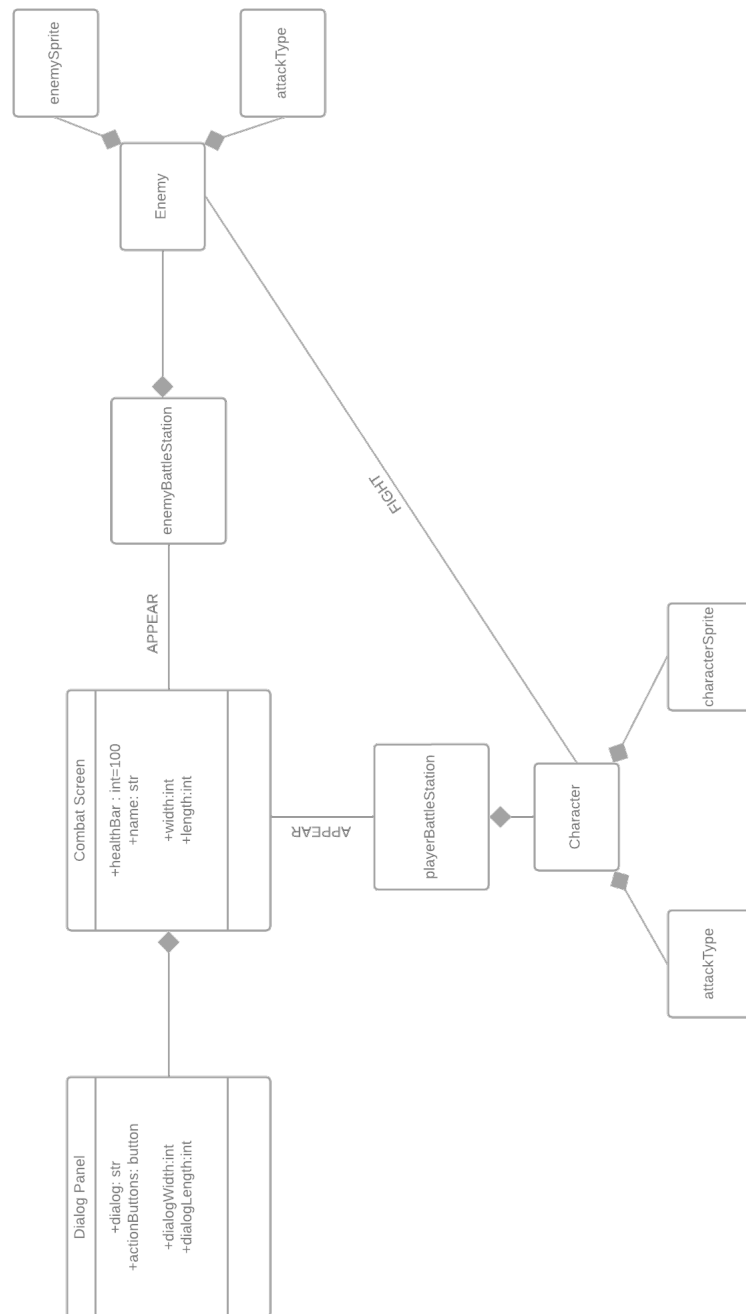 Dialog Panel
+dialog: str
+actionButtons: button
+dialogWidth:int
+dialogLength:int
Combat Screen
+healthBar : int=100
+name: str
+width:int
+length:int
APPEAR
enemyBattleStation
Enemy
enemySprite
attackType
APPEAR
playerBattleStation
FIGHT
Character
attackType
characterSprite